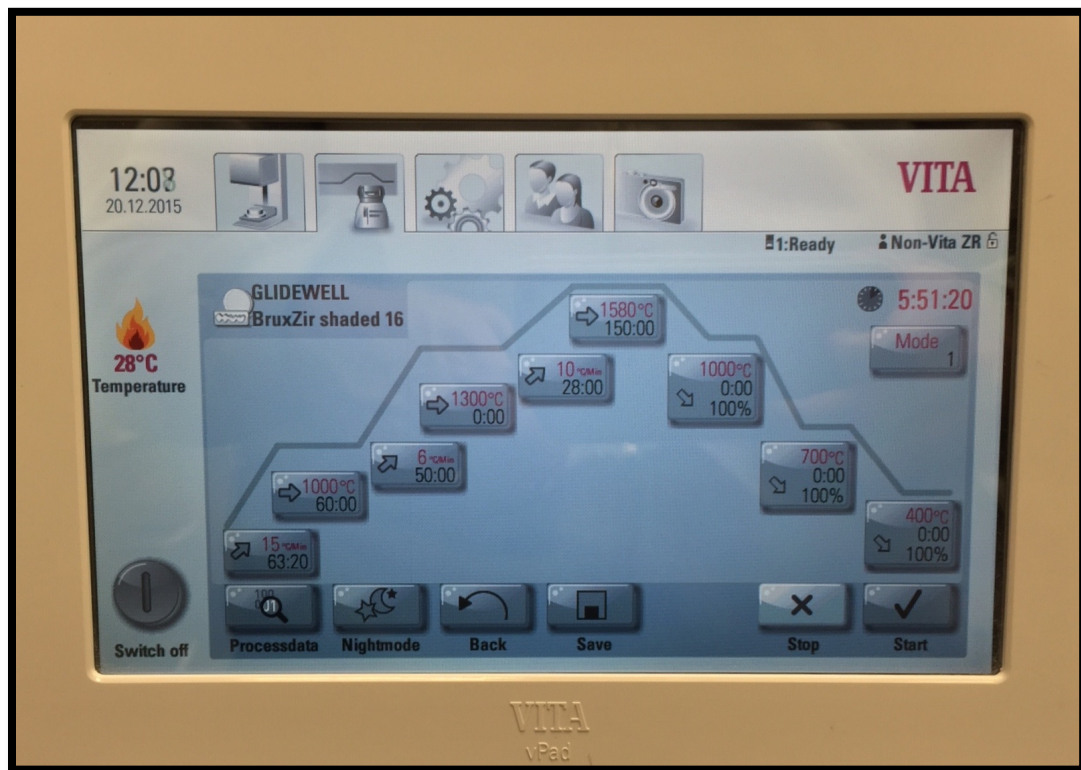 12:08
20.12.2015
VITA
1:Ready
Non-Vita ZR
GLIDEWELL
BruxZir shaded 16
5:51:20
Mode
1
28°C
Temperature
1580°C
150:00
10 °C/Min
28:00
1000°C
0:00
100%
1300°C
0:00
6 °C/Min
50:00
700°C
0:00
100%
1000°C
60:00
400°C
0:00
100%
15 °C/Min
63:20
Switch off
Processdata
Nightmode
Back
Save
Stop
Start
VITA
vPad